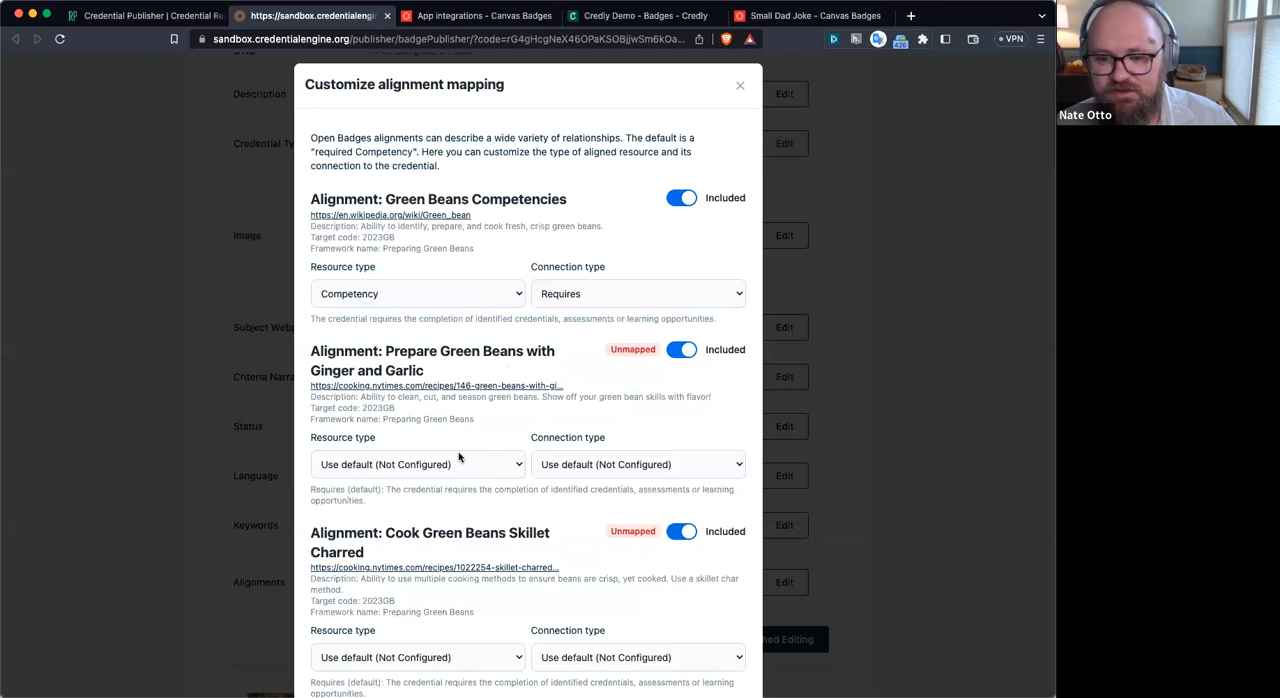 Credential Publisher | Credential Re
https://sandbox.credentialengi
App integrations - Canvas Badges
Credly Demo - Badges - Credly
Small Dad Joke - Canvas Badges
sandbox.credentialengine.org/publisher/badgePublisher/?code=rG4gHcgNeX46OPaKSOBjjwSm6kOa...
426
VPN
Nate Otto
Customize alignment mapping
Description
Edit
Credential Ty
Edit
Image
Edit
Subject Webp
Edit
Criteria Narra
Edit
Status
Edit
Language
Edit
Keywords
Edit
Alignments
Edit
hed Editing
Open Badges alignments can describe a wide variety of relationships. The default is a
"required Competency". Here you can customize the type of aligned resource and its
connection to the credential.
Alignment: Green Beans Competencies
Included
https://en.wikipedia.org/wiki/Green_bean
Description: Ability to identify, prepare, and cook fresh, crisp green beans.
Target code: 2023GB
Framework name: Preparing Green Beans
Resource type
Connection type
Competency
Requires
The credential requires the completion of identified credentials, assessments or learning opportunities.
Alignment: Prepare Green Beans with
Ginger and Garlic
Unmapped
Included
https://cooking.nytimes.com/recipes/146-green-beans-with-gi...
Description: Ability to clean, cut, and season green beans. Show off your green bean skills with flavor!
Target code: 2023GB
Framework name: Preparing Green Beans
Resource type
Connection type
Use default (Not Configured)
Use default (Not Configured)
Requires (default): The credential requires the completion of identified credentials, assessments or learning
opportunities.
Alignment: Cook Green Beans Skillet
Charred
Unmapped
Included
https://cooking.nytimes.com/recipes/1022254-skillet-charred...
Description: Ability to use multiple cooking methods to ensure beans are crisp, yet cooked. Use a skillet char
method.
Target code: 2023GB
Framework name: Preparing Green Beans
Resource type
Connection type
Use default (Not Configured)
Use default (Not Configured)
Requires (default): The credential requires the completion of identified credentials, assessments or learning
opportunities.